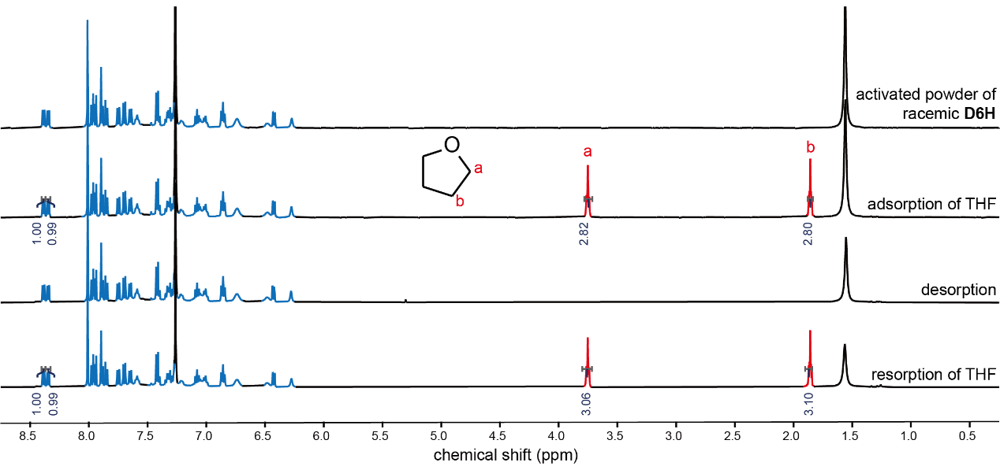 activated powder of
racemic D6H
O
a
b
a
b
adsorption of THF
1.00
0.99
2.82
2.80
desorption
resorption of THF
1.00
0.99
3.06
3.10
8.5 8.0 7.5 7.0 6.5 6.0 5.5 5.0 4.5 4.0 3.5 3.0 2.5 2.0 1.5 1.0 0.5
chemical shift (ppm)